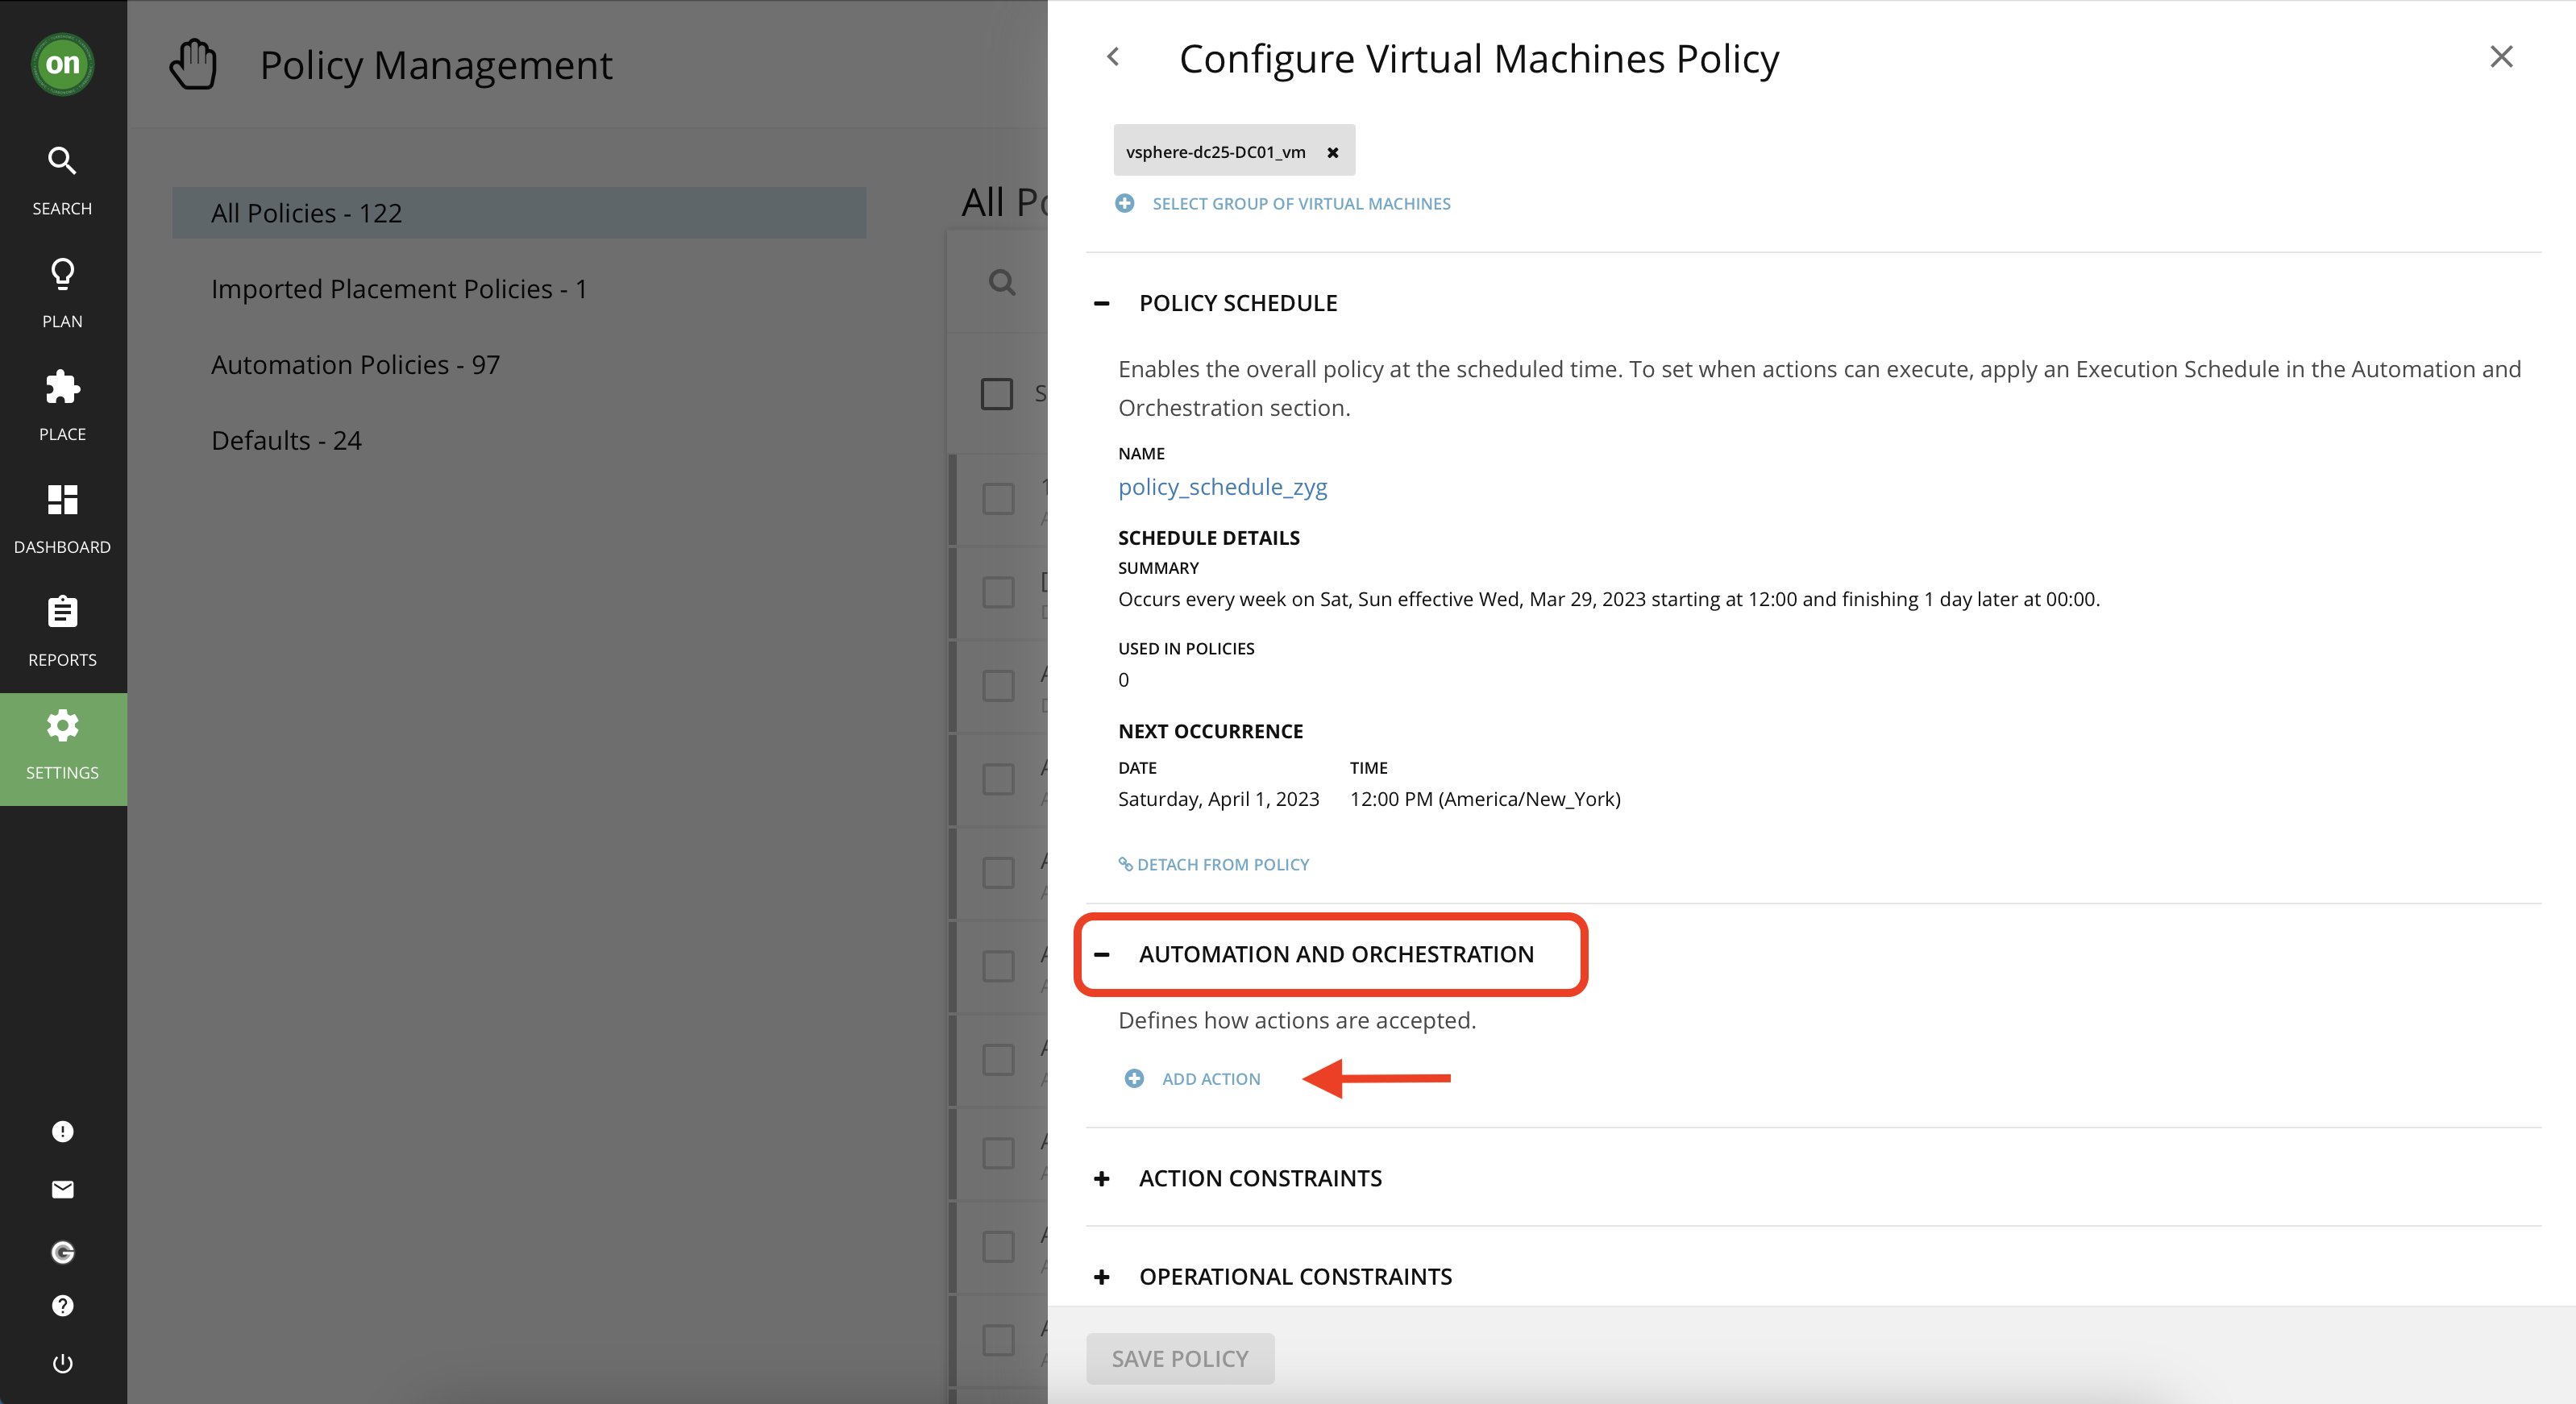 on
SEARCH
PLAN
PLACE
DASHBOARD
REPORTS
SETTINGS
Policy Management
All Policies - 122
Imported Placement Policies - 1
Automation Policies - 97
Defaults - 24
All
Configure Virtual Machines Policy
vsphere-dc25-DC01_vm
SELECT GROUP OF VIRTUAL MACHINES
POLICY SCHEDULE
Enables the overall policy at the scheduled time. To set when actions can execute, apply an Execution Schedule in the Automation and
Orchestration section.
NAME
policy_schedule_zyg
SCHEDULE DETAILS
SUMMARY
Occurs every week on Sat, Sun effective Wed, Mar 29, 2023 starting at 12:00 and finishing 1 day later at 00:00.
USED IN POLICIES
0
NEXT OCCURRENCE
DATE TIME
Saturday, April 1, 2023 12:00 PM (America/New_York)
DETACH FROM POLICY
AUTOMATION AND ORCHESTRATION
Defines how actions are accepted.
ADD ACTION
ACTION CONSTRAINTS
OPERATIONAL CONSTRAINTS
SAVE POLICY